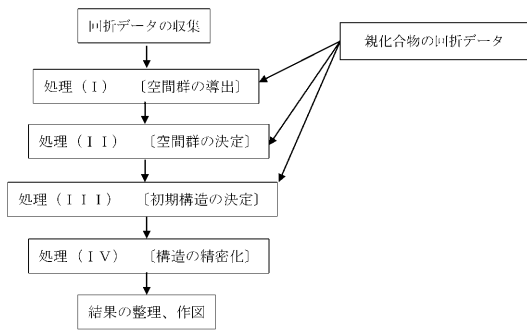 回折データの収集
親化合物の回折データ
処理(I) 〔空間群の導出〕
処理(II) 〔空間群の決定〕
処理(III) 〔初期構造の決定〕
処理(IV) 〔構造の精密化〕
結果の整理、作図